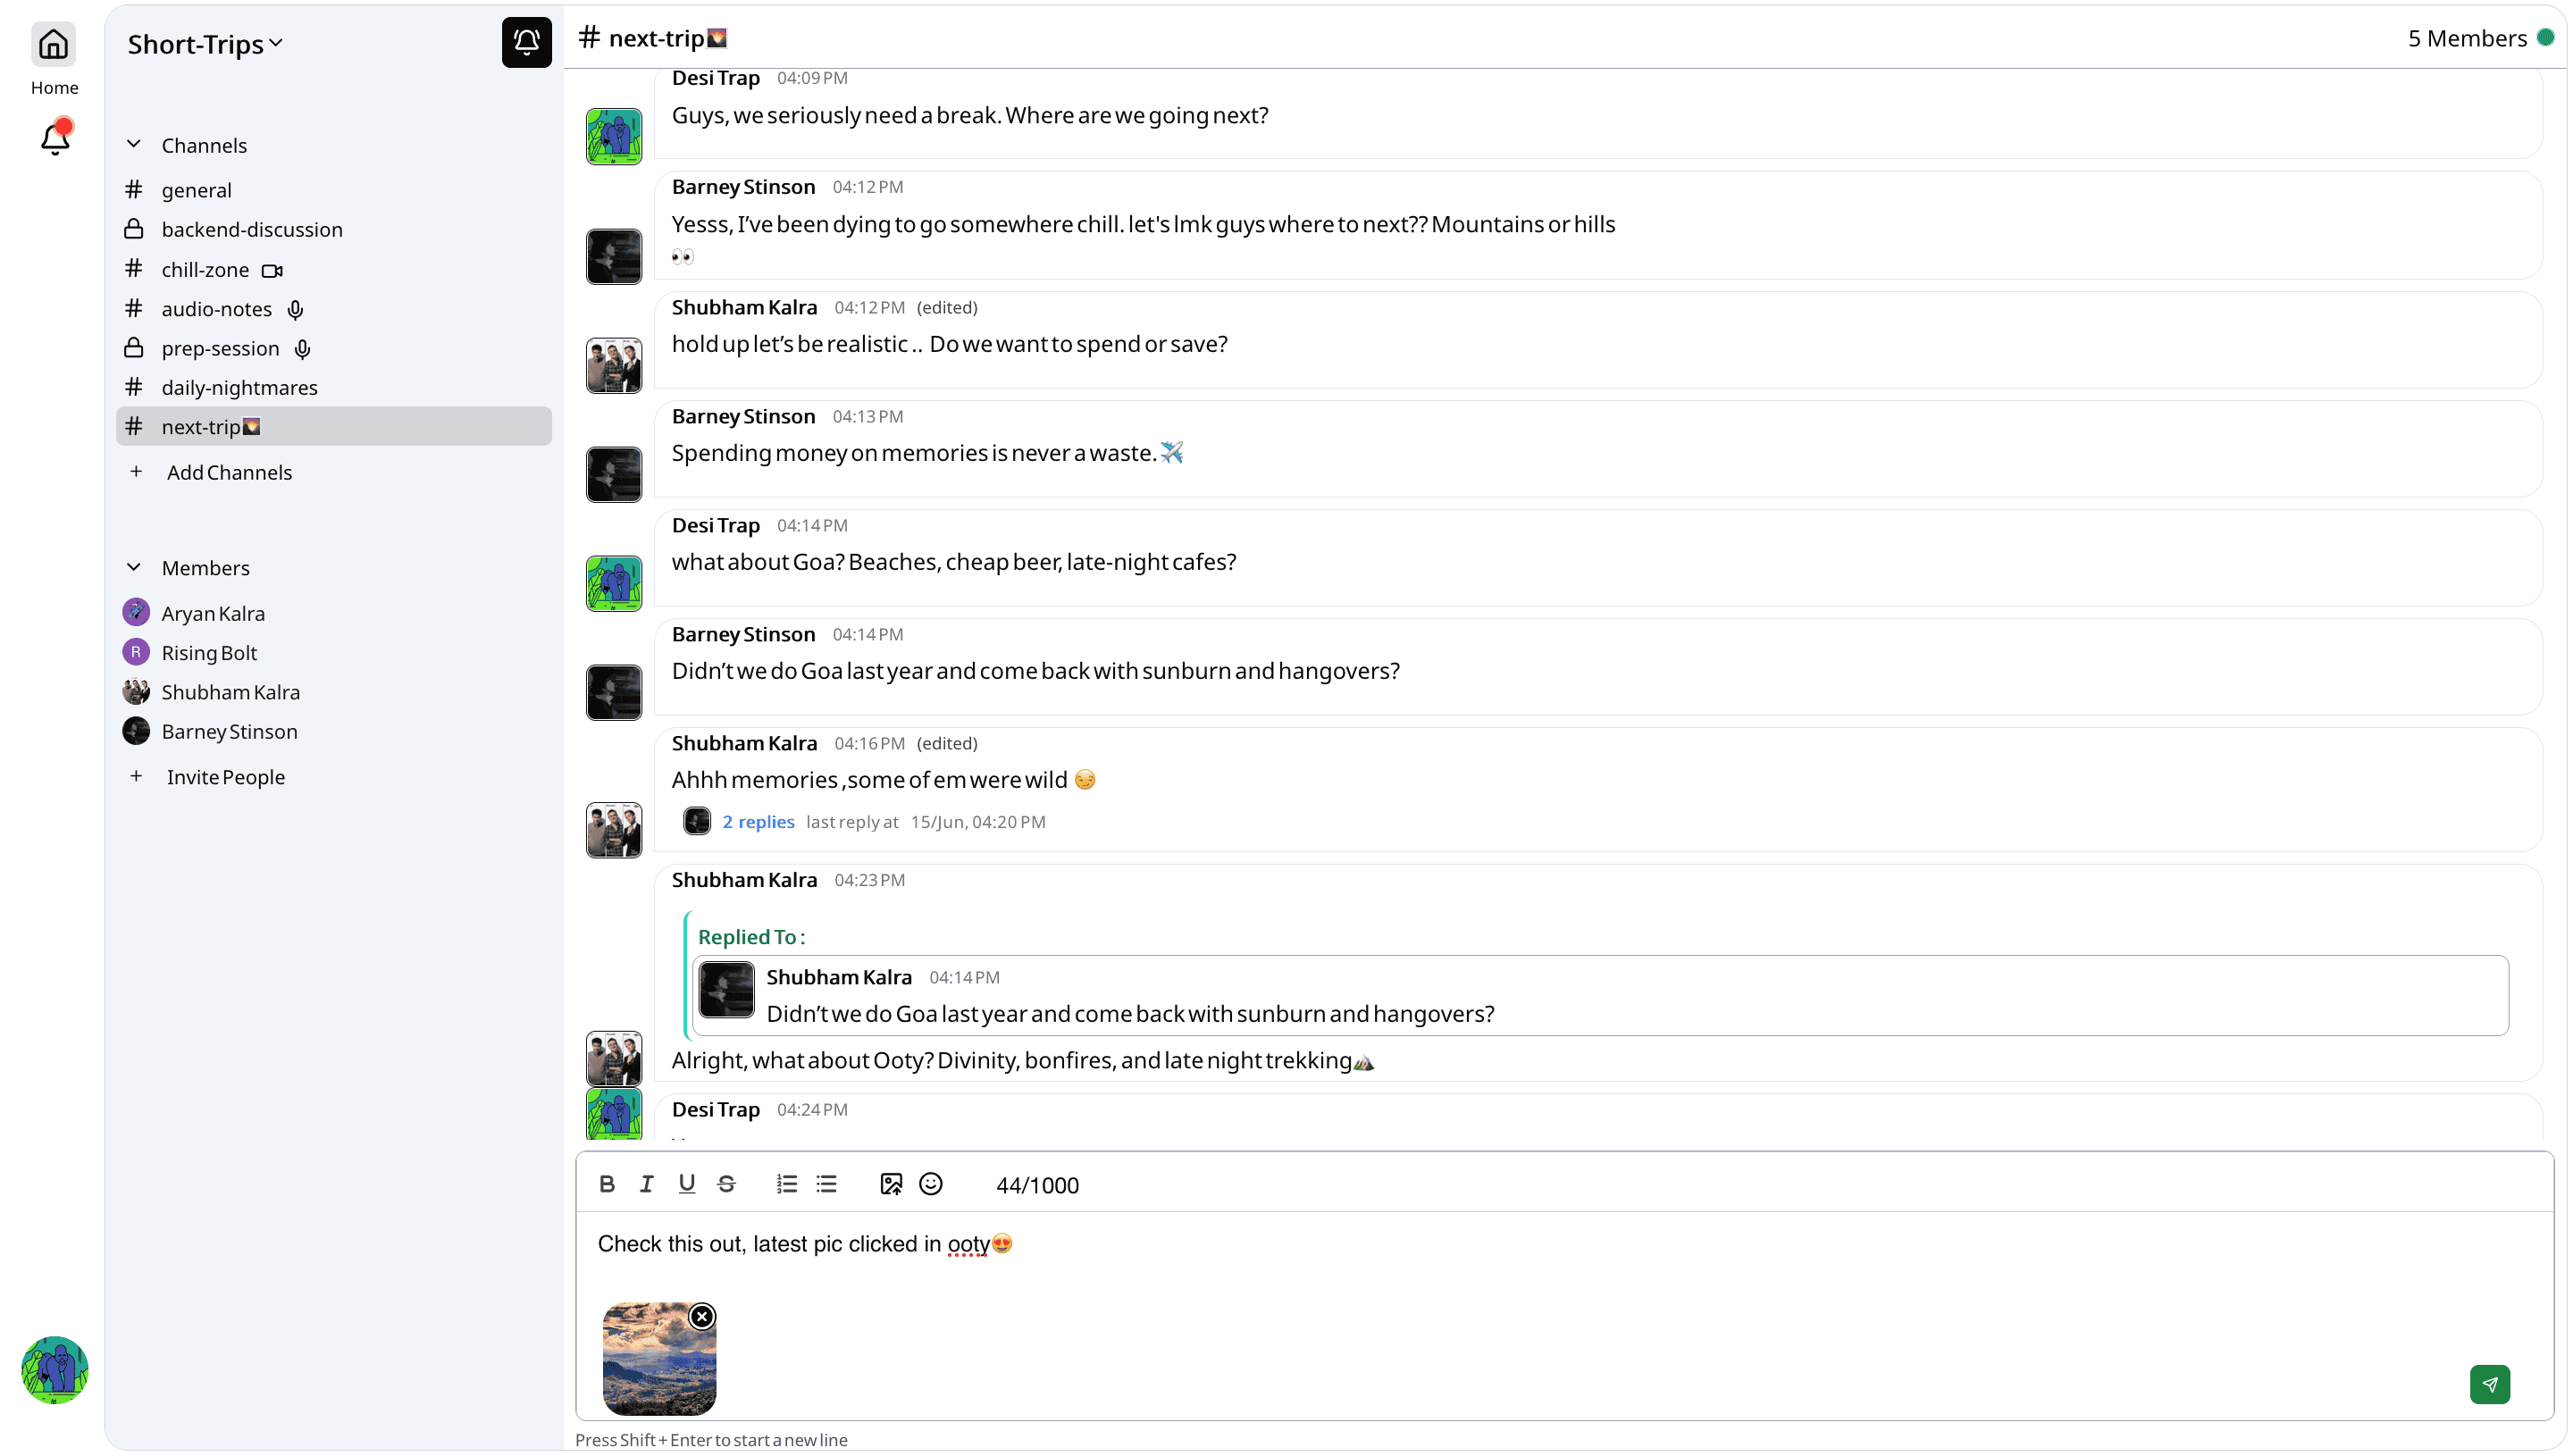 Home
Short-Trips
Channels
general
backend-discussion
chill-zone
audio-notes
prep-session
daily-nightmares
next-trip🌄
+ Add Channels
Members
Aryan Kalra
R Rising Bolt
Shubham Kalra
Barney Stinson
+ Invite People
# next-trip🌄
5 Members
Desi Trap 04:09 PM
Guys, we seriously need a break. Where are we going next?
Barney Stinson 04:12 PM
Yesss, I’ve been dying to go somewhere chill. let's lmk guys where to next?? Mountains or hills
👀
Shubham Kalra 04:12 PM (edited)
hold up let’s be realistic .. Do we want to spend or save?
Barney Stinson 04:13 PM
Spending money on memories is never a waste.✈️
Desi Trap 04:14 PM
what about Goa? Beaches, cheap beer, late-night cafes?
Barney Stinson 04:14 PM
Didn’t we do Goa last year and come back with sunburn and hangovers?
Shubham Kalra 04:16 PM (edited)
Ahhh memories ,some of em were wild 😏
2 replies last reply at 15/Jun, 04:20 PM
Shubham Kalra 04:23 PM
Replied To :
Shubham Kalra 04:14 PM
Didn’t we do Goa last year and come back with sunburn and hangovers?
Alright, what about Ooty? Divinity, bonfires, and late night trekking⛰️
Desi Trap 04:24 PM
B I U S 44/1000
Check this out, latest pic clicked in ooty😍
Press Shift + Enter to start a new line